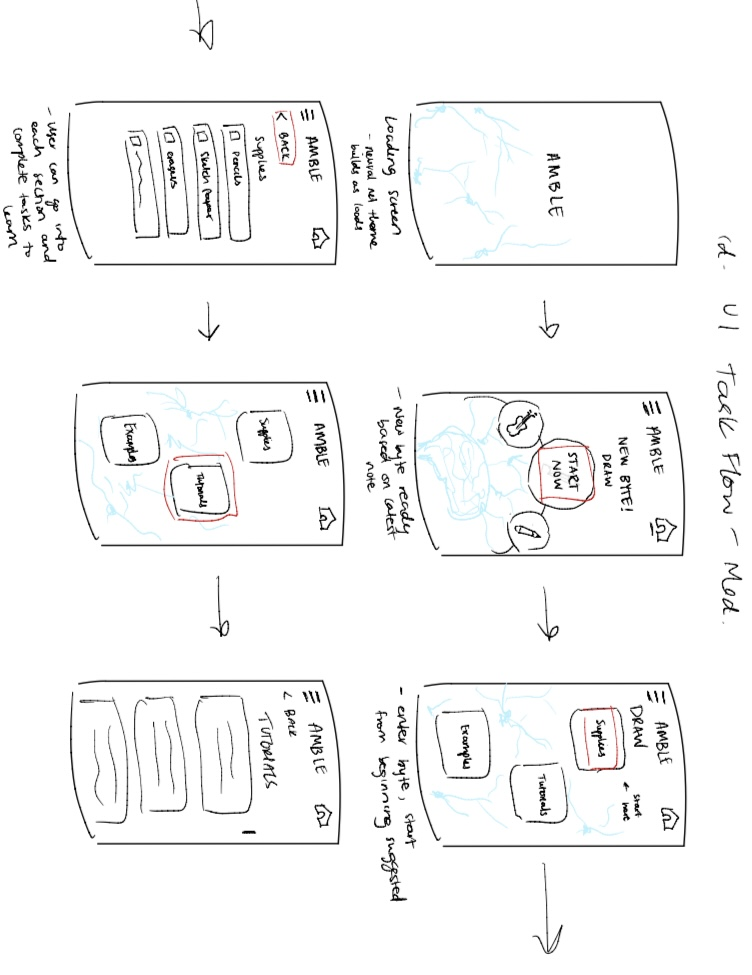 UI Task Flow - Med.
AMBLE
Loading screen
- neural net theme
builds as loads
AMBLE
NEW BYTE!
DRAW
START
NOW
- New byte ready
based on latest
note
AMBLE
DRAW
Supplies
← start
here
Tutorials
Examples
- enter byte, start
from beginning suggested
AMBLE
< BACK
Supplies
Pencils
Sketch Paper
erasers
- User can go into
each section and
complete tasks to
learn
AMBLE
Supplies
Tutorials
Examples
AMBLE
< BACK
TUTORIALS